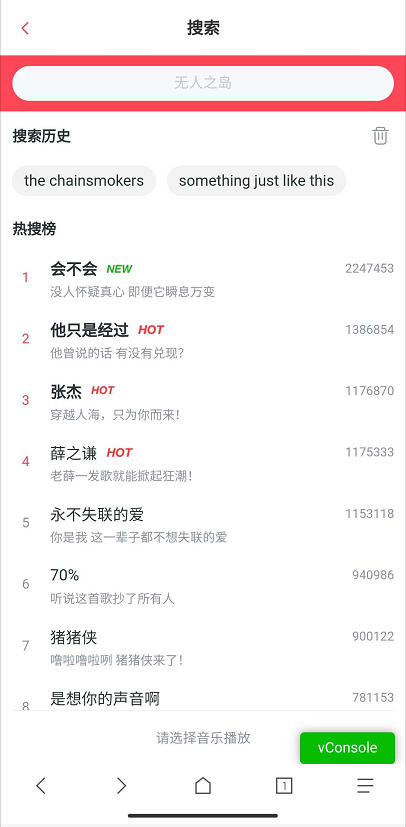 搜索
无人之岛
搜索历史
the chainsmokers something just like this
热搜榜
1 会不会 NEW 2247453
没人怀疑真心 即便它瞬息万变
2 他只是经过 HOT 1386854
他曾说的话 有没有兑现?
3 张杰 HOT 1176870
穿越人海，只为你而来!
4 薛之谦 HOT 1175333
老薛一发歌就能掀起狂潮!
5 永不失联的爱 1153118
你是我 这一辈子都不想失联的爱
6 70% 940986
听说这首歌抄了所有人
7 猪猪侠 900122
噜啦噜啦咧 猪猪侠来了!
8 是想你的声音啊 781153
请选择音乐播放
vConsole
1